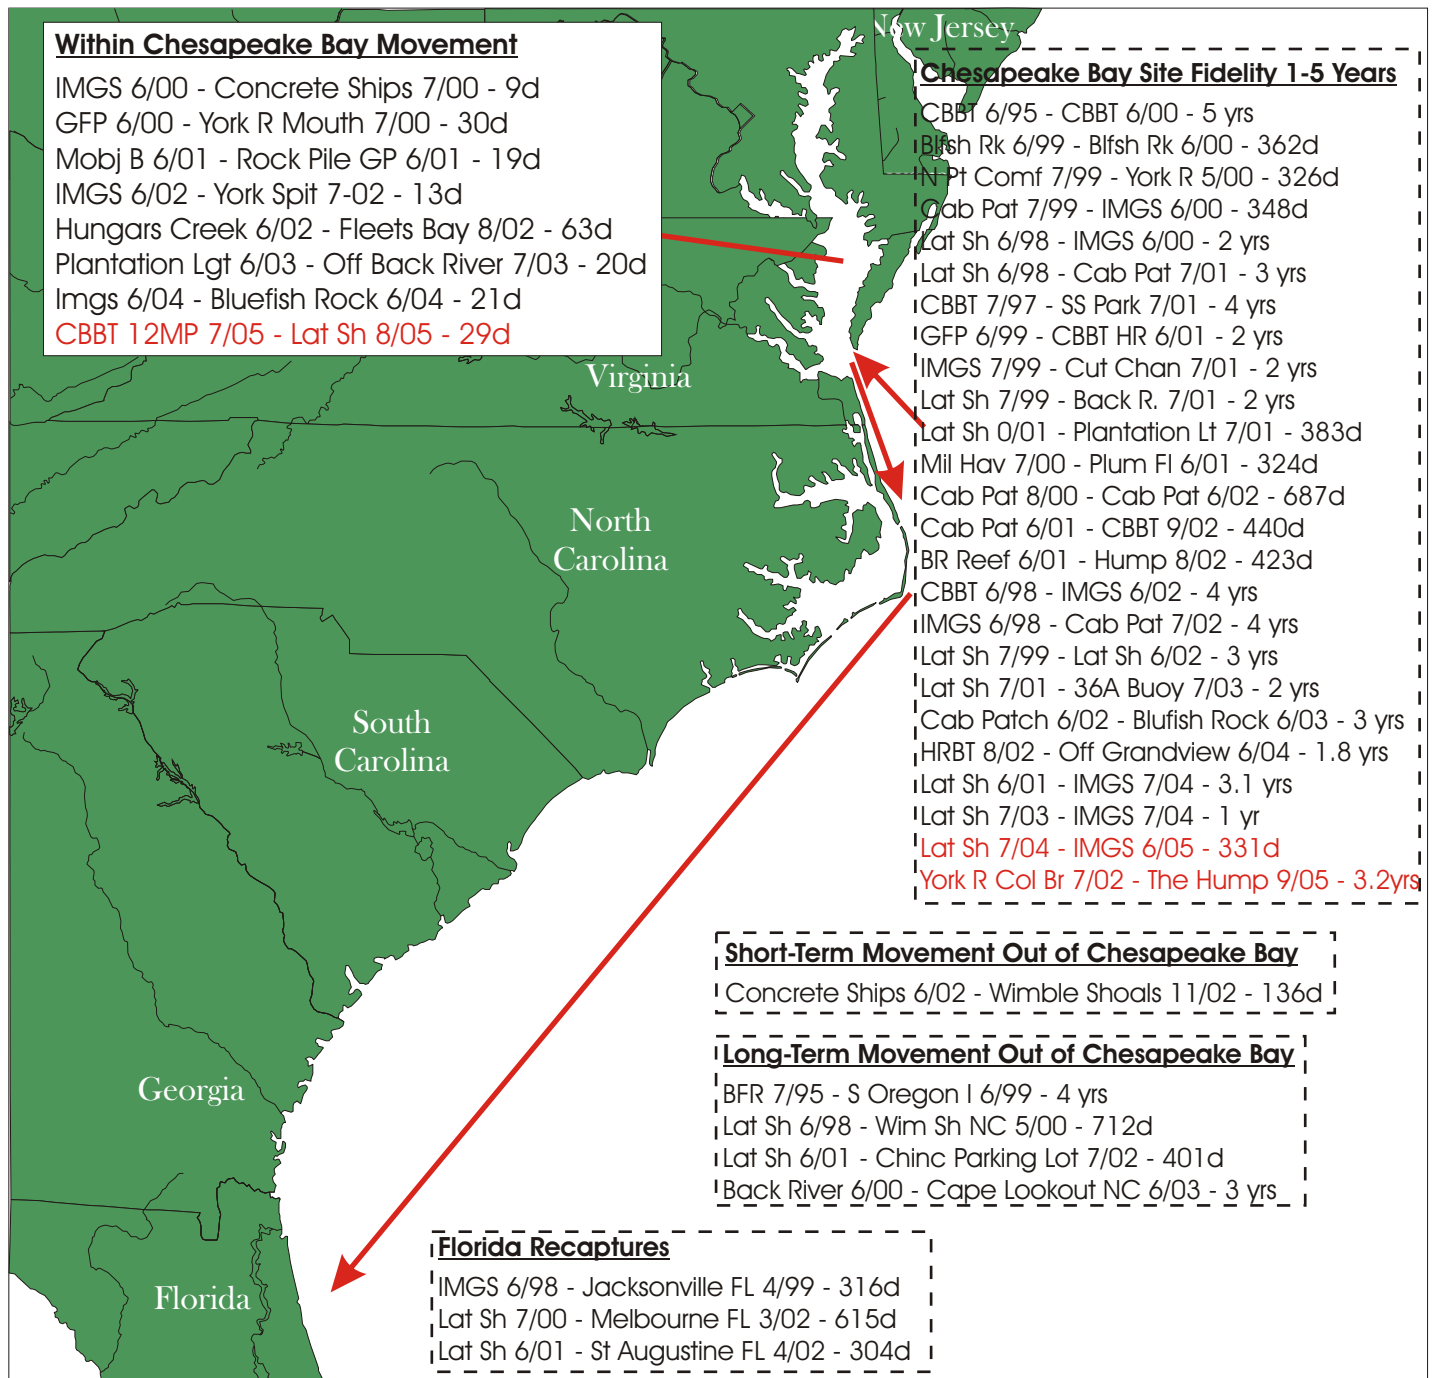 New Jersey
Within Chesapeake Bay Movement
IMGS 6/00 - Concrete Ships 7/00 - 9d
GFP 6/00 - York R Mouth 7/00 - 30d
Mobj B 6/01 - Rock Pile GP 6/01 - 19d
IMGS 6/02 - York Spit 7-02 - 13d
Hungars Creek 6/02 - Fleets Bay 8/02 - 63d
Plantation Lgt 6/03 - Off Back River 7/03 - 20d
Imgs 6/04 - Bluefish Rock 6/04 - 21d
CBBT 12MP 7/05 - Lat Sh 8/05 - 29d
Chesapeake Bay Site Fidelity 1-5 Years
CBBT 6/95 - CBBT 6/00 - 5 yrs
Blfsh Rk 6/99 - Blfsh Rk 6/00 - 362d
N Pt Comf 7/99 - York R 5/00 - 326d
Cab Pat 7/99 - IMGS 6/00 - 348d
Lat Sh 6/98 - IMGS 6/00 - 2 yrs
Lat Sh 6/98 - Cab Pat 7/01 - 3 yrs
CBBT 7/97 - SS Park 7/01 - 4 yrs
GFP 6/99 - CBBT HR 6/01 - 2 yrs
IMGS 7/99 - Cut Chan 7/01 - 2 yrs
Lat Sh 7/99 - Back R. 7/01 - 2 yrs
Lat Sh 0/01 - Plantation Lt 7/01 - 383d
Mil Hav 7/00 - Plum Fl 6/01 - 324d
Cab Pat 8/00 - Cab Pat 6/02 - 687d
Cab Pat 6/01 - CBBT 9/02 - 440d
BR Reef 6/01 - Hump 8/02 - 423d
CBBT 6/98 - IMGS 6/02 - 4 yrs
IMGS 6/98 - Cab Pat 7/02 - 4 yrs
Lat Sh 7/99 - Lat Sh 6/02 - 3 yrs
Lat Sh 7/01 - 36A Buoy 7/03 - 2 yrs
Cab Patch 6/02 - Blufish Rock 6/03 - 3 yrs
HRBT 8/02 - Off Grandview 6/04 - 1.8 yrs
Lat Sh 6/01 - IMGS 7/04 - 3.1 yrs
Lat Sh 7/03 - IMGS 7/04 - 1 yr
Lat Sh 7/04 - IMGS 6/05 - 331d
York R Col Br 7/02 - The Hump 9/05 - 3.2yrs
Virginia
North
Carolina
South
Carolina
Georgia
Florida
Short-Term Movement Out of Chesapeake Bay
Concrete Ships 6/02 - Wimble Shoals 11/02 - 136d
Long-Term Movement Out of Chesapeake Bay
BFR 7/95 - S Oregon I 6/99 - 4 yrs
Lat Sh 6/98 - Wim Sh NC 5/00 - 712d
Lat Sh 6/01 - Chinc Parking Lot 7/02 - 401d
Back River 6/00 - Cape Lookout NC 6/03 - 3 yrs
Florida Recaptures
IMGS 6/98 - Jacksonville FL 4/99 - 316d
Lat Sh 7/00 - Melbourne FL 3/02 - 615d
Lat Sh 6/01 - St Augustine FL 4/02 - 304d